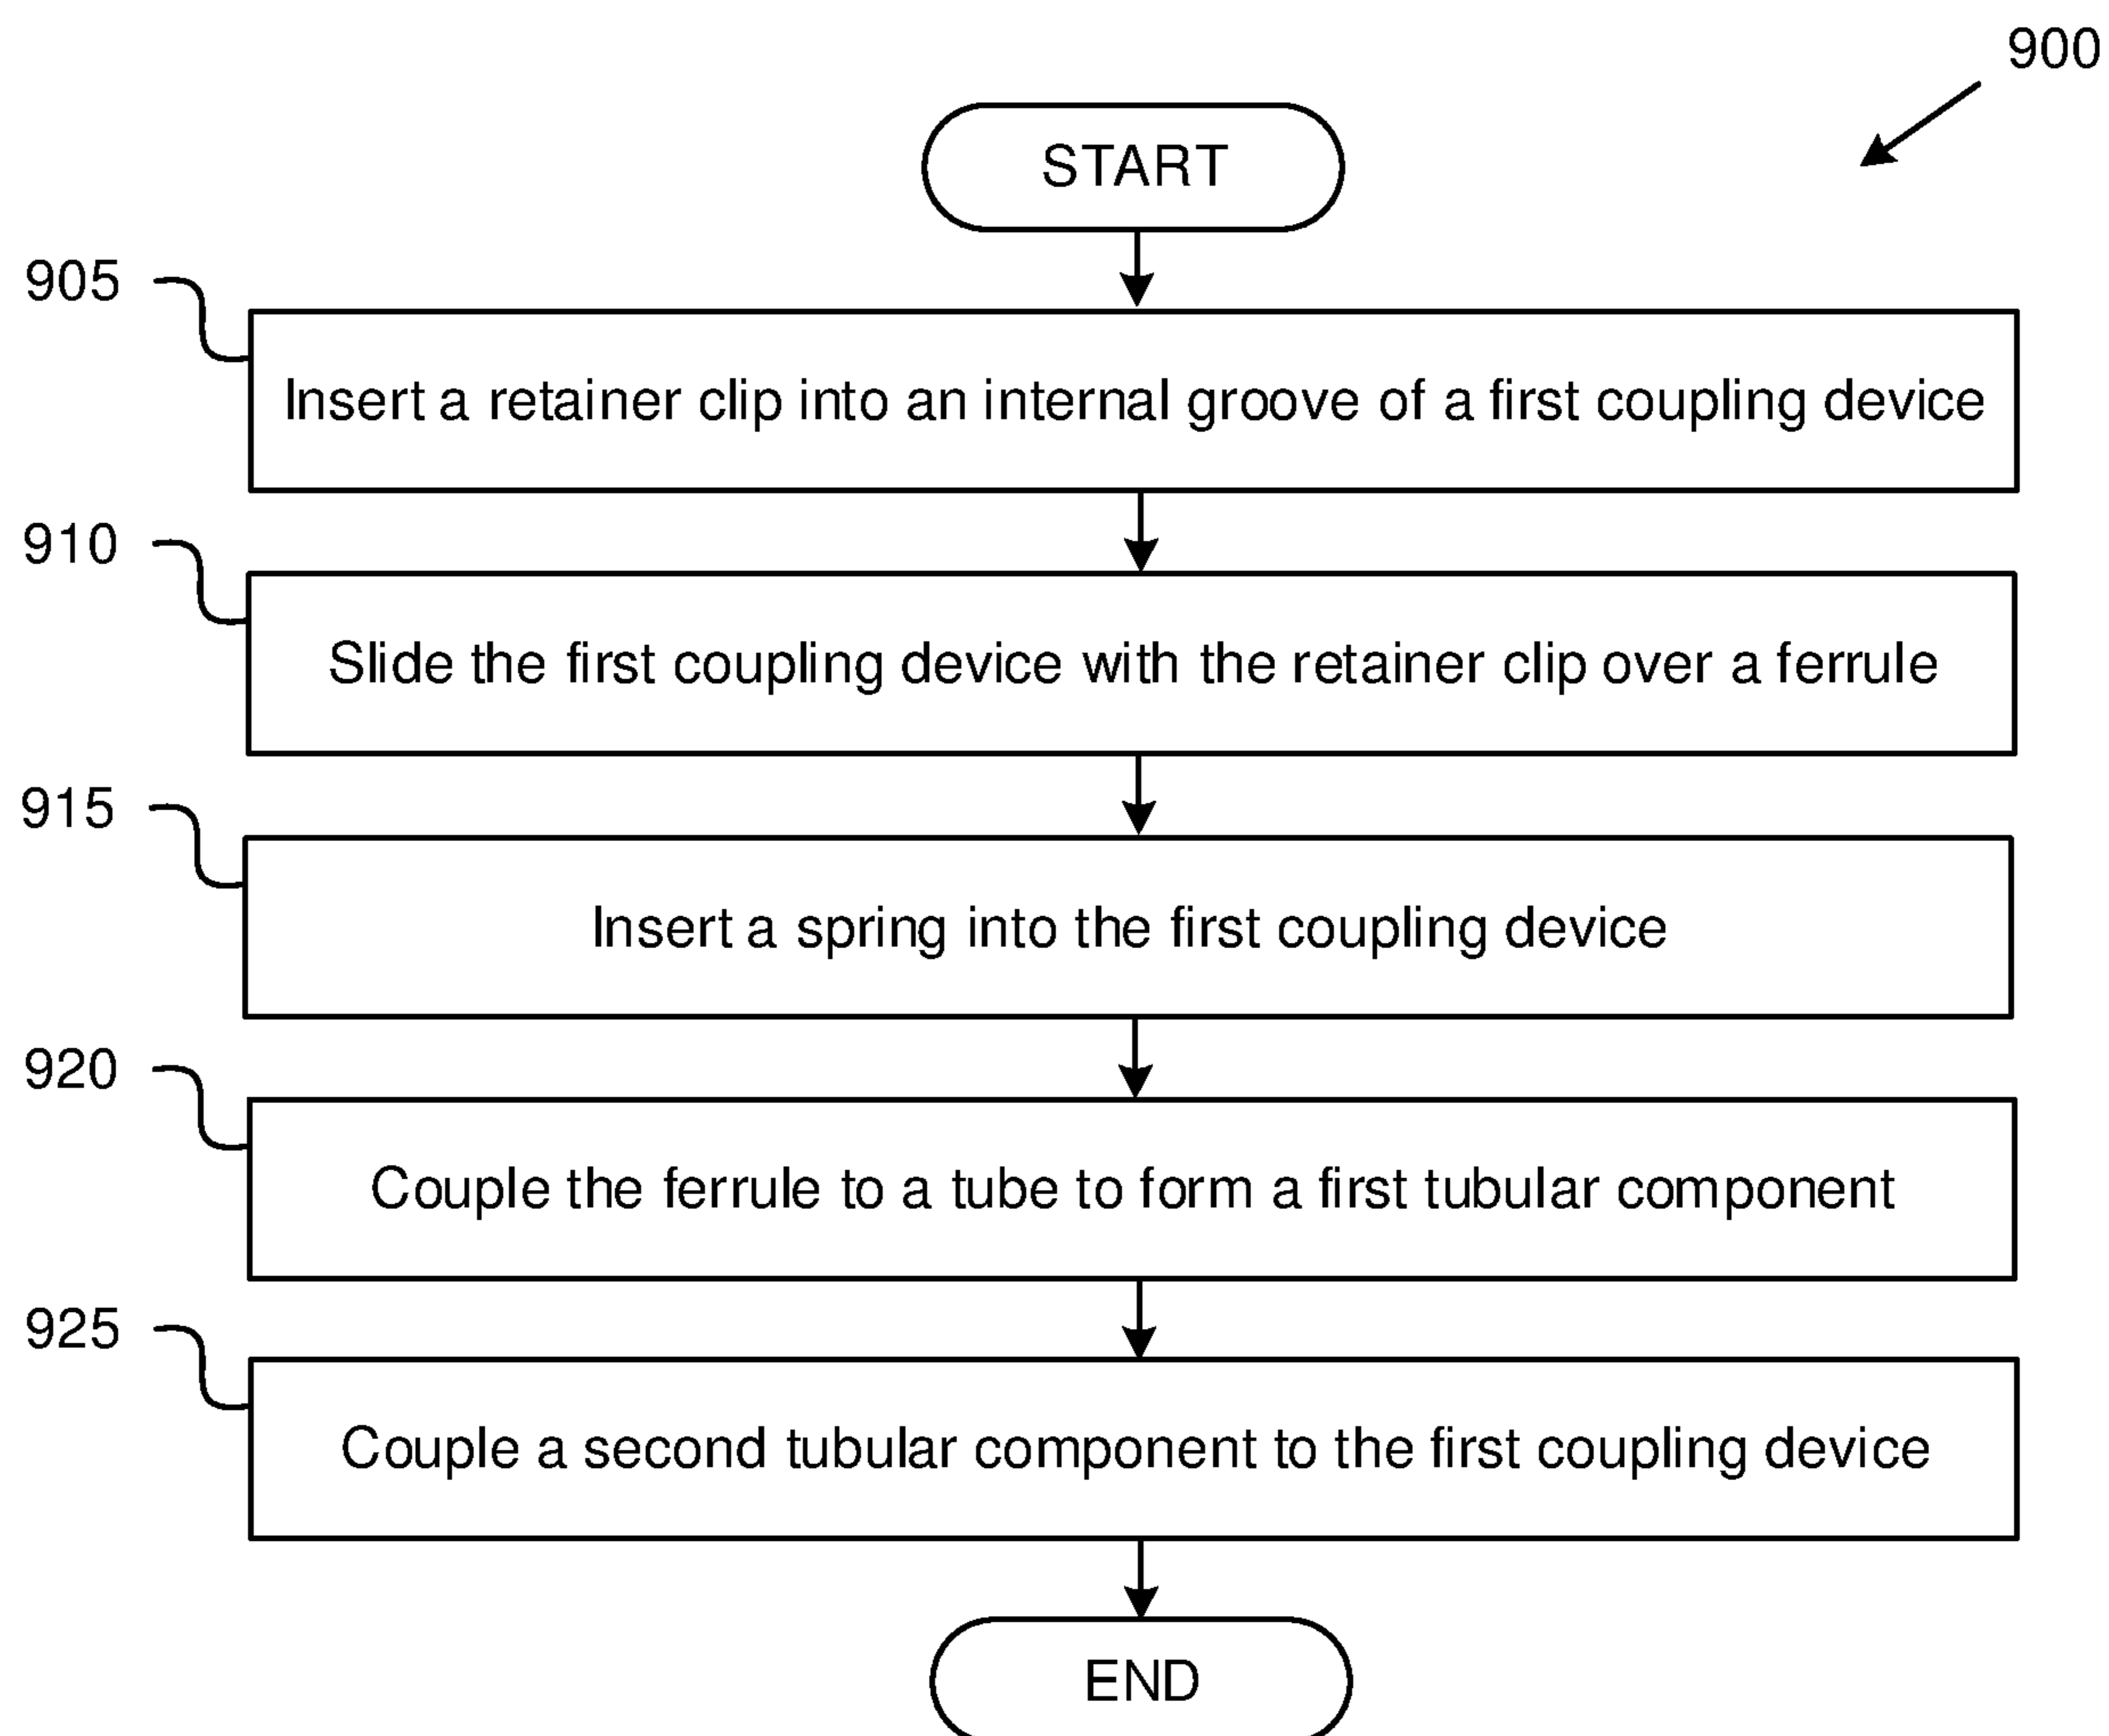 900
START
905
Insert a retainer clip into an internal groove of a first coupling device
910
Slide the first coupling device with the retainer clip over a ferrule
915
Insert a spring into the first coupling device
920
Couple the ferrule to a tube to form a first tubular component
925
Couple a second tubular component to the first coupling device
END